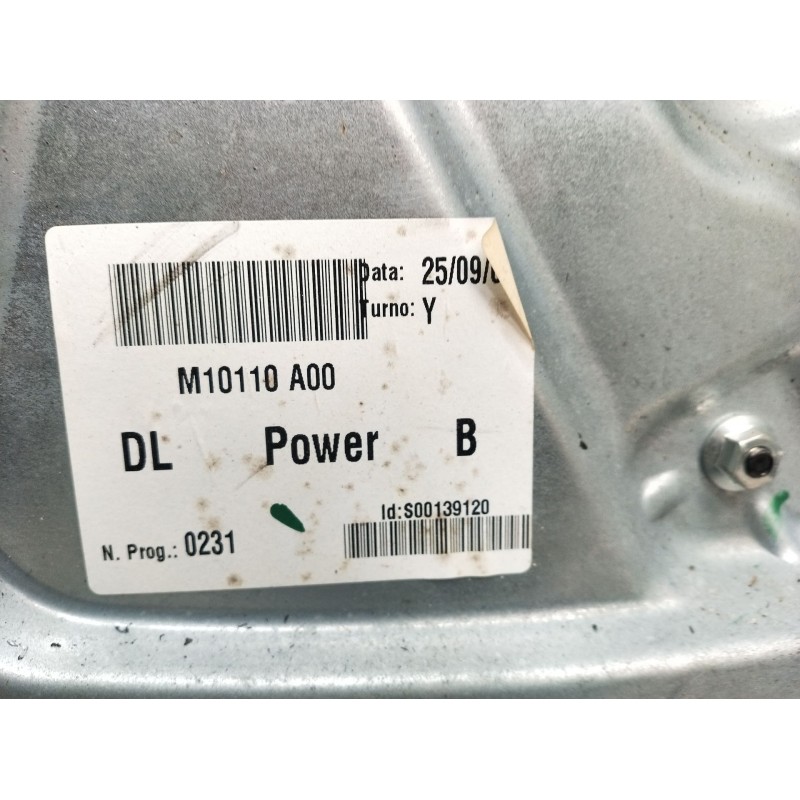 Data: 25/09/
Turno: Y
M10110 A00
DL Power B
Id:S00139120
N. Prog.: 0231